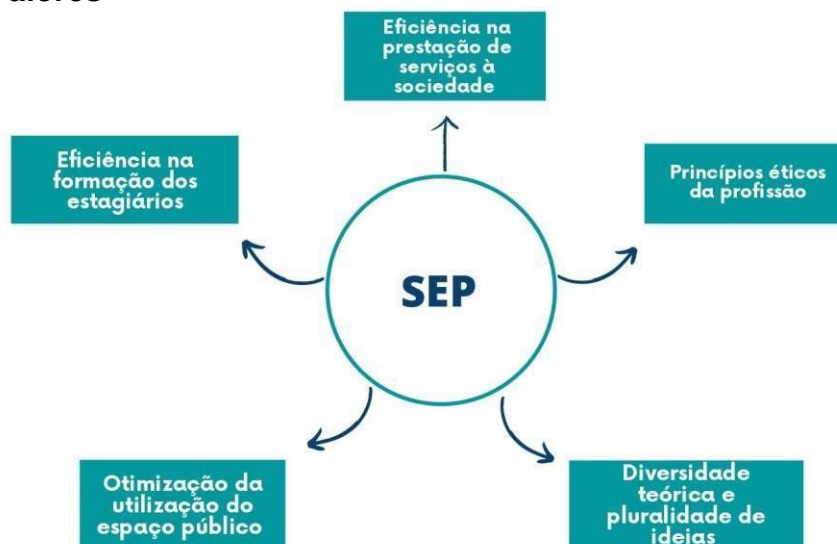 Eficiência na
prestação de
serviços à
sociedade
Eficiência na
formação dos
estagiários
Princípios éticos
da profissão
SEP
Otimização da
utilização do
espaço público
Diversidade
teórica e
pluralidade de
ideias